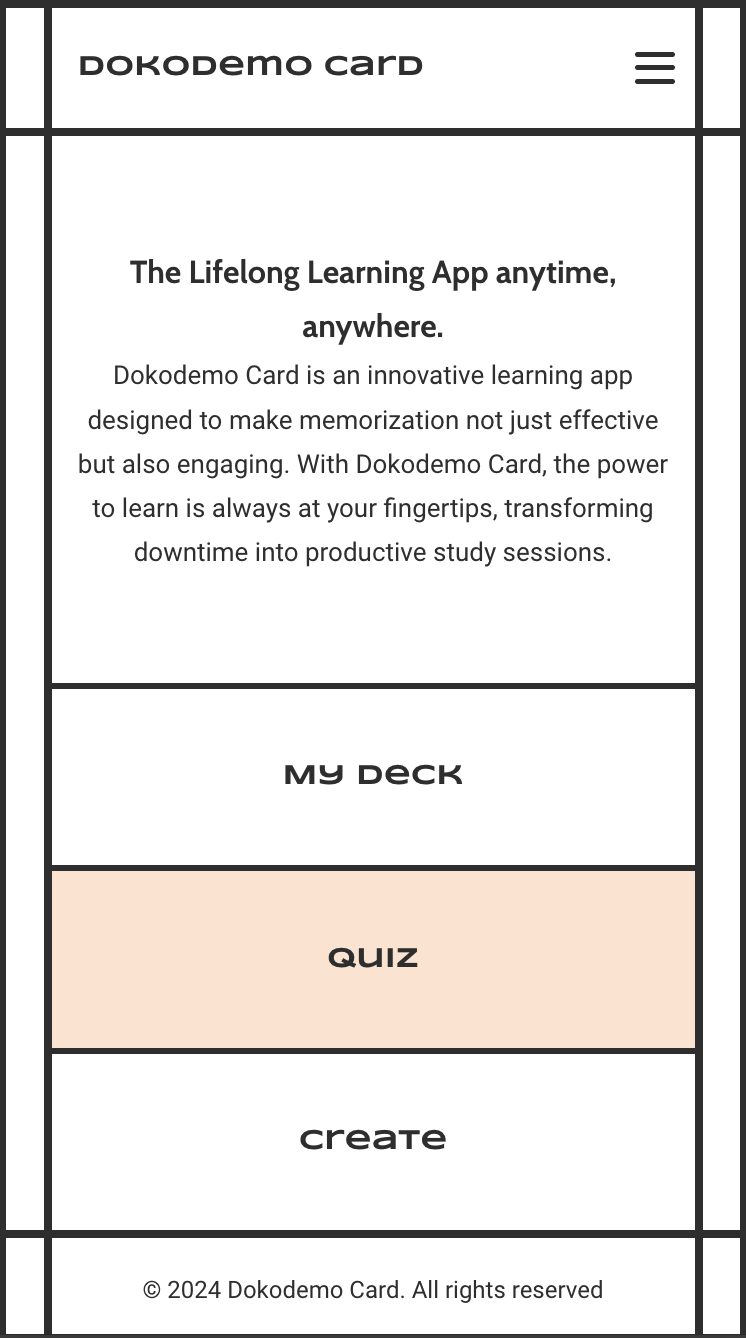 Dokodemo Card
The Lifelong Learning App anytime,
anywhere.
Dokodemo Card is an innovative learning app
designed to make memorization not just effective
but also engaging. With Dokodemo Card, the power
to learn is always at your fingertips, transforming
downtime into productive study sessions.
My Deck
Quiz
Create
© 2024 Dokodemo Card. All rights reserved